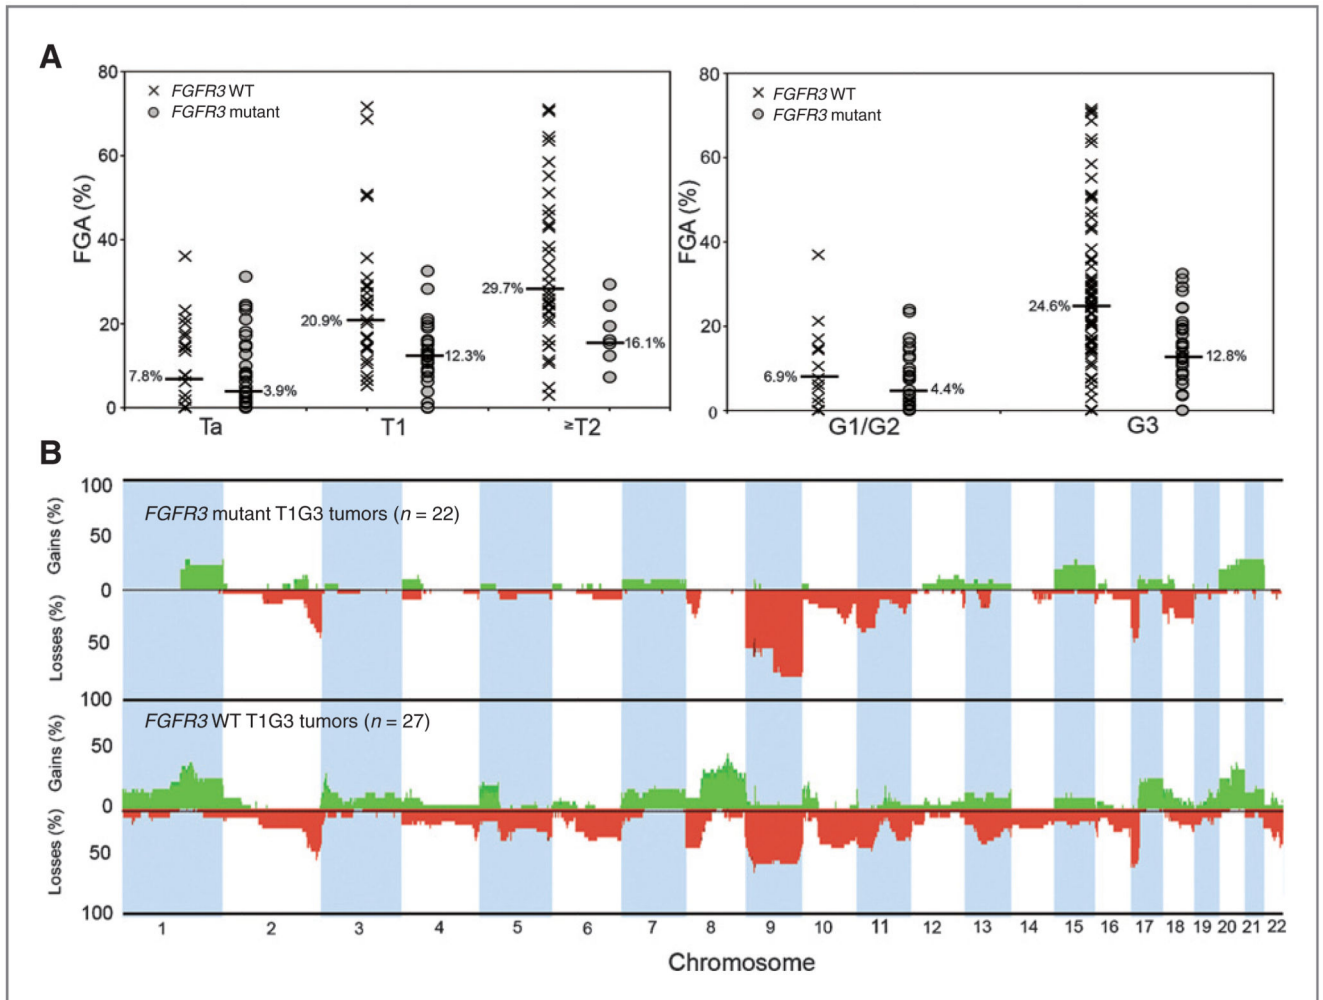 A
80
60
40
20
0
FGA (%)
FGFR3 WT
FGFR3 mutant
7.8%
3.9%
20.9%
12.3%
29.7%
16.1%
Ta
T1
≥T2
80
60
40
20
0
FGA (%)
FGFR3 WT
FGFR3 mutant
6.9%
4.4%
24.6%
12.8%
G1/G2
G3
B
100
50
0
50
100
50
0
50
100
Gains (%)
Losses (%)
Gains (%)
Losses (%)
FGFR3 mutant T1G3 tumors (n = 22)
FGFR3 WT T1G3 tumors (n = 27)
1 2 3 4 5 6 7 8 9 10 11 12 13 14 15 16 17 18 19 20 21 22
Chromosome